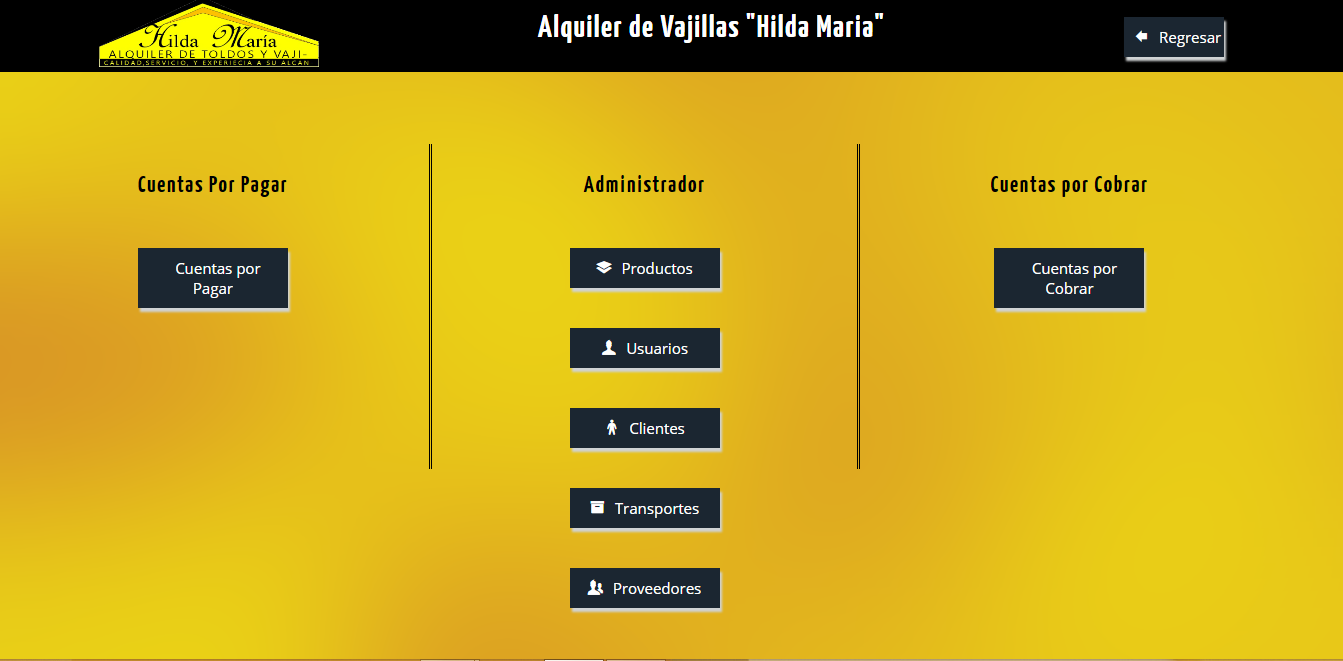 Hilda María
ALQUILER DE TOLDOS Y VAJI-
CALIDAD,SERVICIO, Y EXPERIECIA A SU ALCAN
Alquiler de Vajillas "Hilda Maria"
Regresar
Cuentas Por Pagar
Cuentas por
Pagar
Administrador
Productos
Usuarios
Clientes
Transportes
Proveedores
Cuentas por Cobrar
Cuentas por
Cobrar